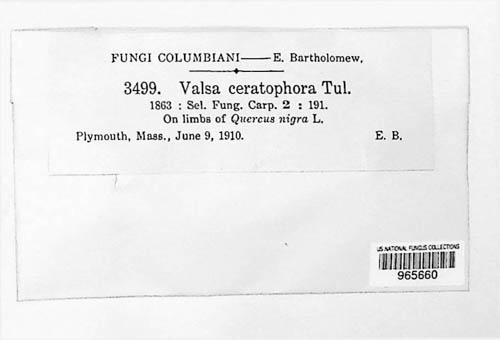 FUNGI COLUMBIANI—E. Bartholomew.
3499. Valsa ceratophora Tul.
1863 : Sel. Fung. Carp. 2 : 191.
On limbs of Quercus nigra L.
Plymouth, Mass., June 9, 1910. E. B.
US NATIONAL FUNGUS COLLECTIONS
965660